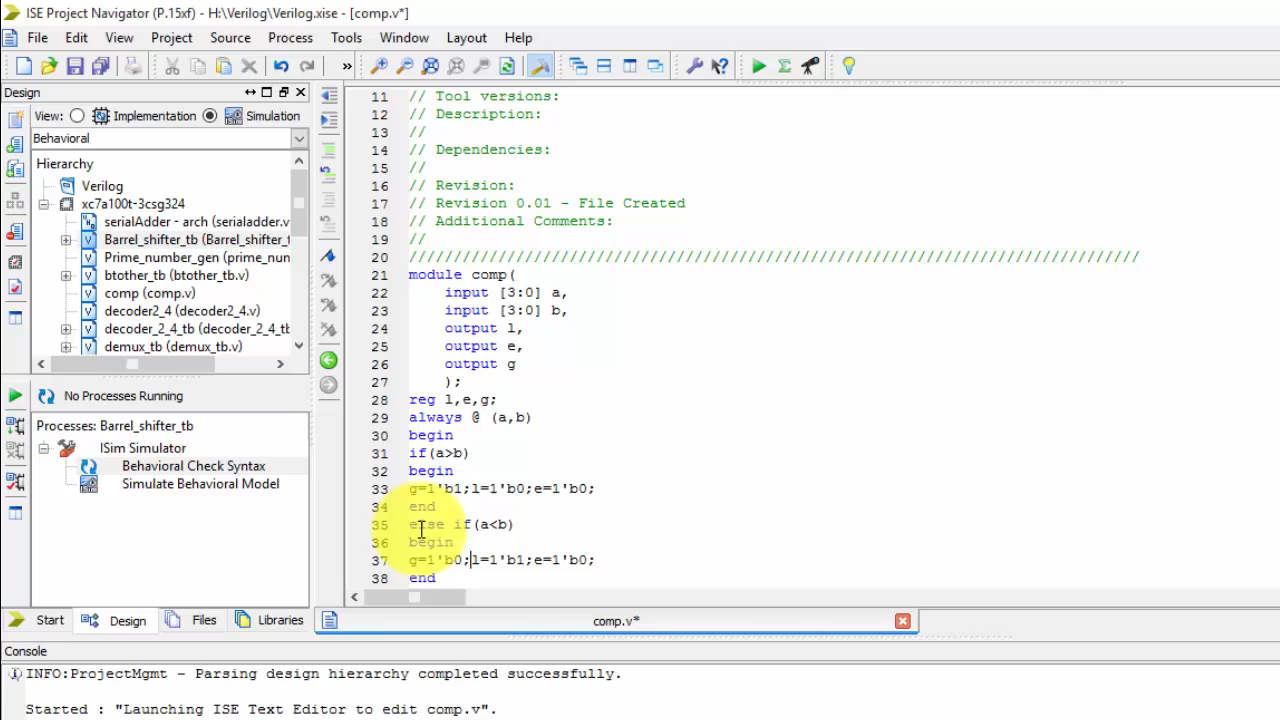 ISE Project Navigator (P.15xf) - H:\Verilog\Verilog.xise - [comp.v*]
File Edit View Project Source Process Tools Window Layout Help
»
Design
View: Implementation Simulation
Behavioral
Hierarchy
Verilog
xc7a100t-3csg324
serialAdder - arch (serialadder.v
Barrel_shifter_tb (Barrel_shifter_t
Prime_number_gen (prime_nun
btother_tb (btother_tb.v)
comp (comp.v)
decoder2_4 (decoder2_4.v)
decoder_2_4_tb (decoder_2_4_tb
demux_tb (demux_tb.v)
No Processes Running
Processes: Barrel_shifter_tb
ISim Simulator
Behavioral Check Syntax
Simulate Behavioral Model
Start Design Files Libraries
11 // Tool versions:
12 // Description:
13 //
14 // Dependencies:
15 //
16 // Revision:
17 // Revision 0.01 - File Created
18 // Additional Comments:
19 //
20 //////////////////////////////////////////////////////////////////////////////////
21 module comp(
22 input [3:0] a,
23 input [3:0] b,
24 output l,
25 output e,
26 output g
27 );
28 reg l,e,g;
29 always @ (a,b)
30 begin
31 if(a>b)
32 begin
33 g=1'b1;l=1'b0;e=1'b0;
34 end
35 else if(a<b)
36 begin
37 g=1'b0;l=1'b1;e=1'b0;
38 end
comp.v*
Console
INFO:ProjectMgmt - Parsing design hierarchy completed successfully.
Started : "Launching ISE Text Editor to edit comp.v".